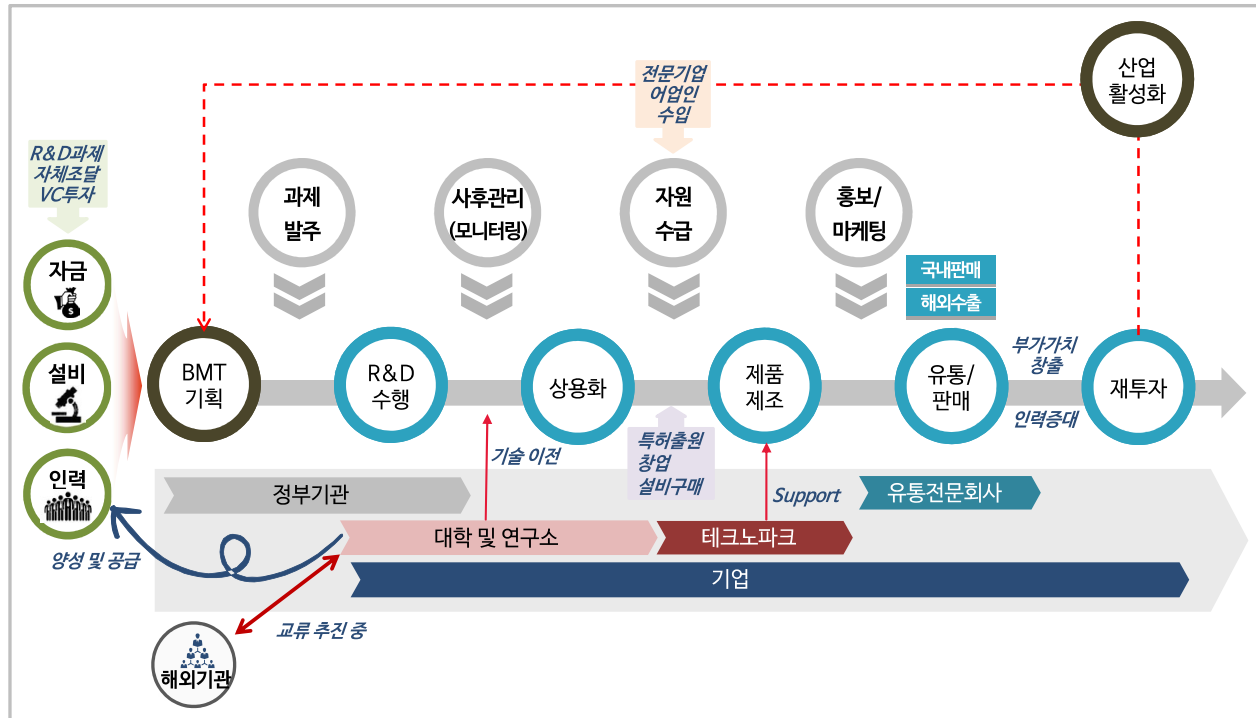 산업
활성화
전문기업
어업인
수입
R&D과제
자체조달
VC투자
과제
발주
사후관리
(모니터링)
자원
수급
홍보/
마케팅
국내판매
해외수출
자금
$
설비
인력
BMT
기획
R&D
수행
상용화
제품
제조
유통/
판매
부가가치
창출
인력증대
재투자
기술 이전
특허출원
창업
설비구매
Support
정부기관
유통전문회사
대학 및 연구소
테크노파크
기업
양성 및 공급
교류 추진 중
해외기관